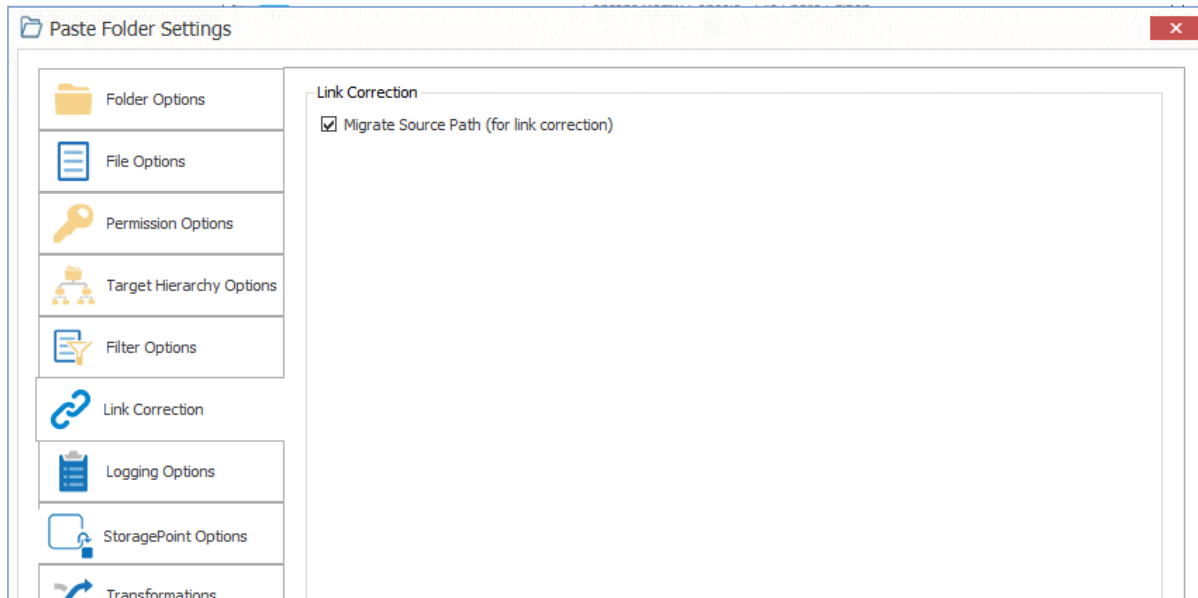 Paste Folder Settings
Folder Options
File Options
Permission Options
Target Hierarchy Options
Filter Options
Link Correction
Logging Options
StoragePoint Options
Transformations
Link Correction
Migrate Source Path (for link correction)